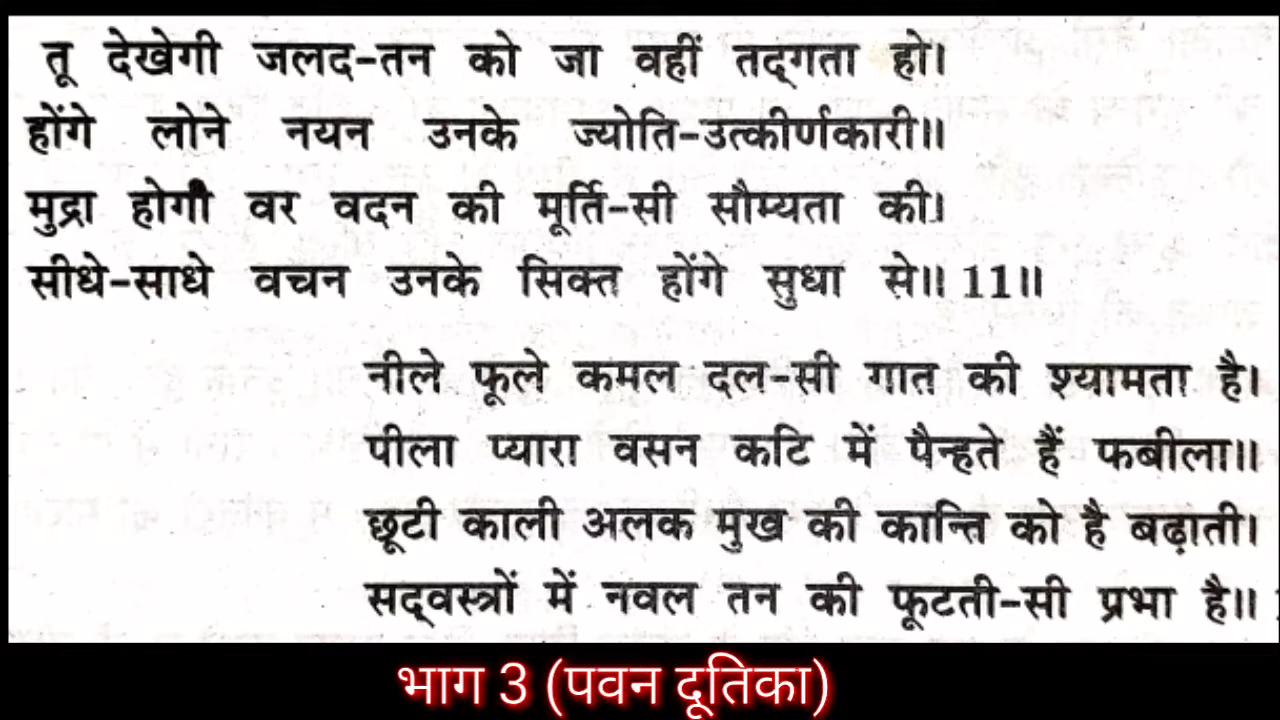 तू देखेगी जलद-तन को जा वहीं तद्गता हो।
होंगे लोने नयन उनके ज्योति-उत्कीर्णकारी॥
मुद्रा होगी वर वदन की मूर्ति-सी सौम्यता की।
सीधे-साधे वचन उनके सिक्त होंगे सुधा से॥ 11॥
नीले फूले कमल दल-सी गात की श्यामता है।
पीला प्यारा वसन कटि में पैन्हते हैं फबीला॥
छूटी काली अलक मुख की कान्ति को है बढ़ाती।
सद्वस्त्रों में नवल तन की फूटती-सी प्रभा है॥
भाग 3 (पवन दूतिका)